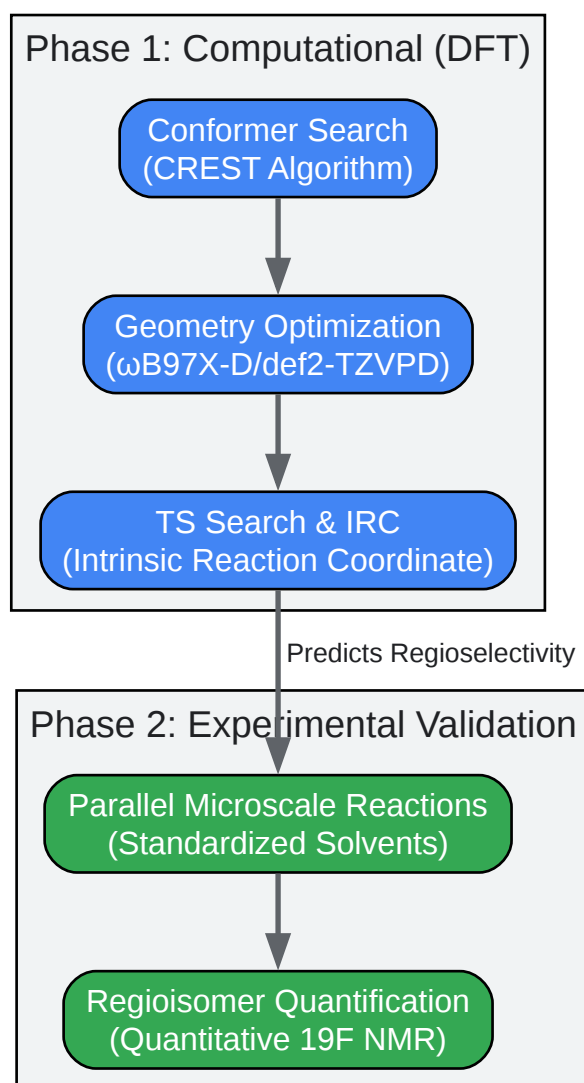 Phase 1: Computational (DFT)
Conformer Search
(CREST Algorithm)
Geometry Optimization
(ωB97X-D/def2-TZVPD)
TS Search & IRC
(Intrinsic Reaction Coordinate)
Predicts Regioselectivity
Phase 2: Experimental Validation
Parallel Microscale Reactions
(Standardized Solvents)
Regioisomer Quantification
(Quantitative 19F NMR)